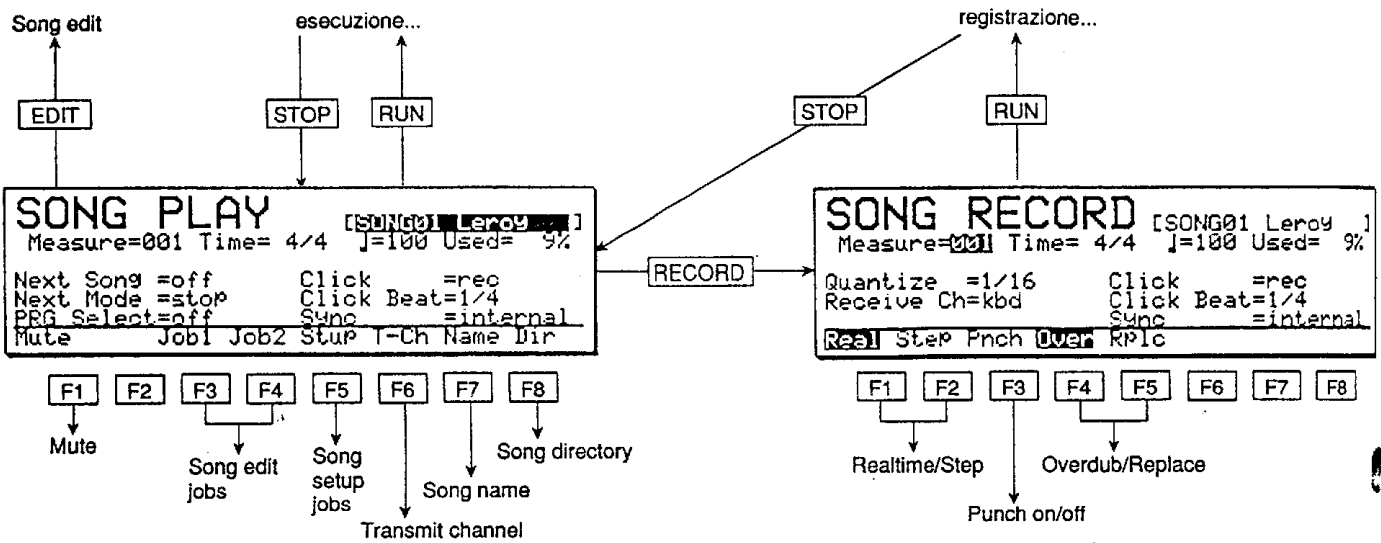 Song edit
esecuzione...
registrazione...
EDIT
STOP
RUN
STOP
RUN
SONG PLAY [SONG01 Leroy ]
Measure=001 Time= 4/4 ♩=100 Used= 9%
Next Song =off Click =rec
Next Mode =stop Click Beat=1/4
PRG Select=off Sync =internal
Mute Job1 Job2 Stup T-Ch Name Dir
RECORD
SONG RECORD [SONG01 Leroy ]
Measure=001 Time= 4/4 ♩=100 Used= 9%
Quantize =1/16 Click =rec
Receive Ch=kbd Click Beat=1/4
Sync =internal
Real Step Pnch Over Rplc
F1 F2 F3 F4 F5 F6 F7 F8
Mute
Song edit
jobs
Song
setup
jobs
Transmit channel
Song name
Song directory
F1 F2 F3 F4 F5 F6 F7 F8
Realtime/Step
Punch on/off
Overdub/Replace